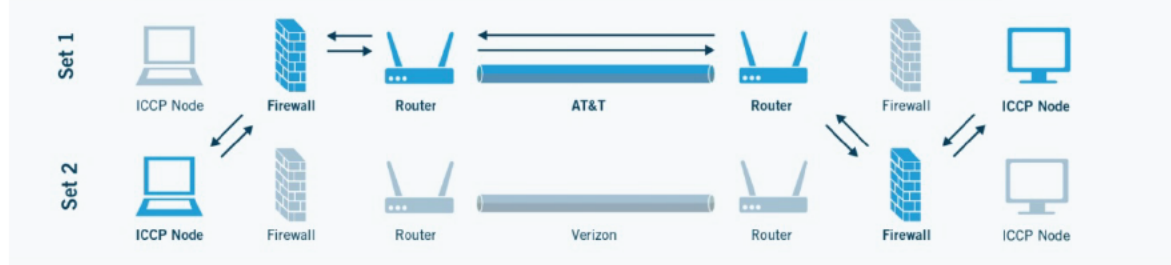 Set 1
ICCP Node Firewall Router AT&T Router Firewall ICCP Node
Set 2
ICCP Node Firewall Router Verizon Router Firewall ICCP Node